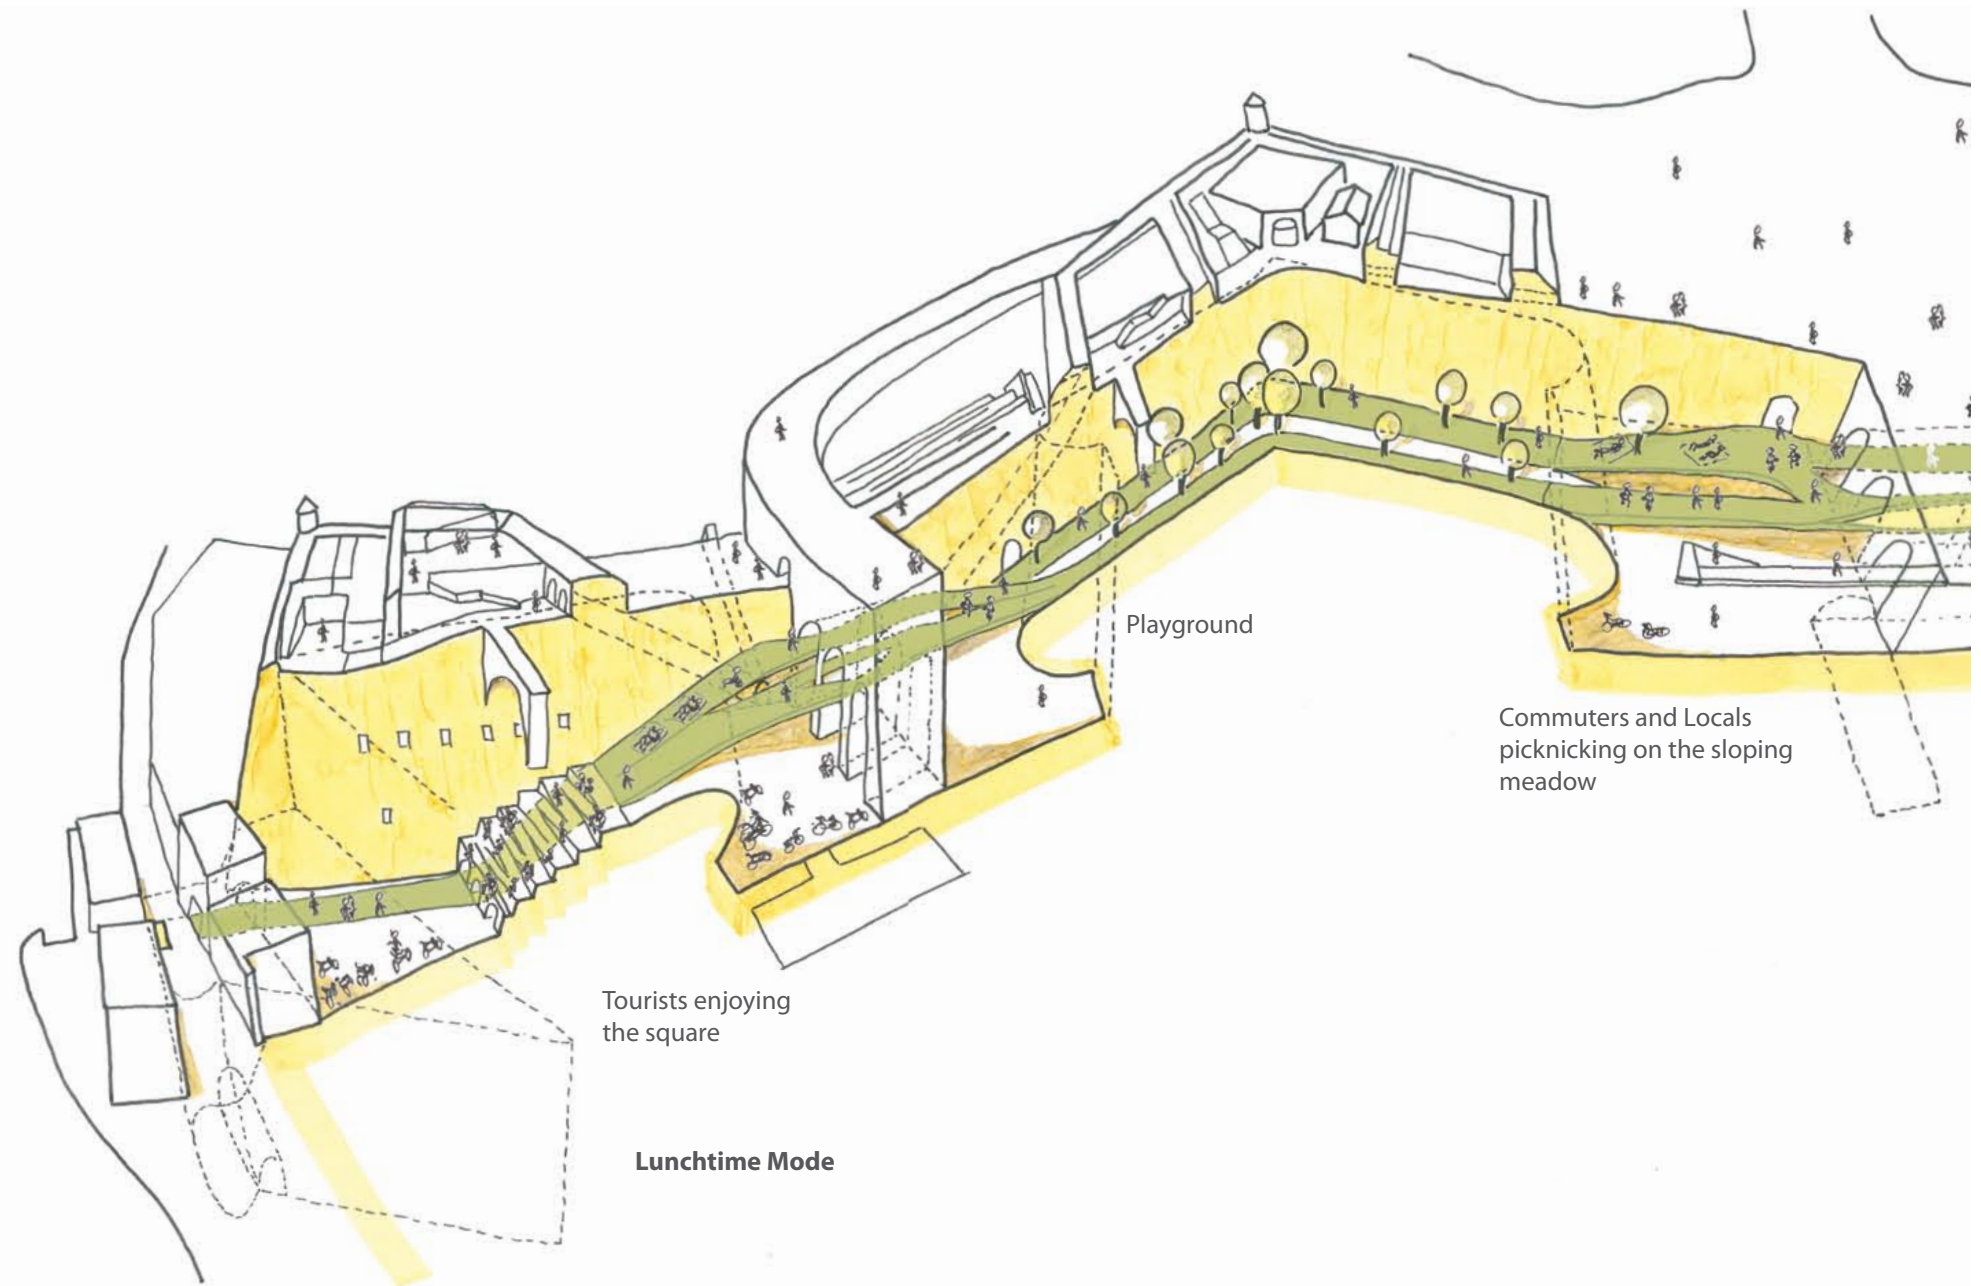 Playground
Commuters and Locals
picknicking on the sloping
meadow
Tourists enjoying
the square
Lunchtime Mode